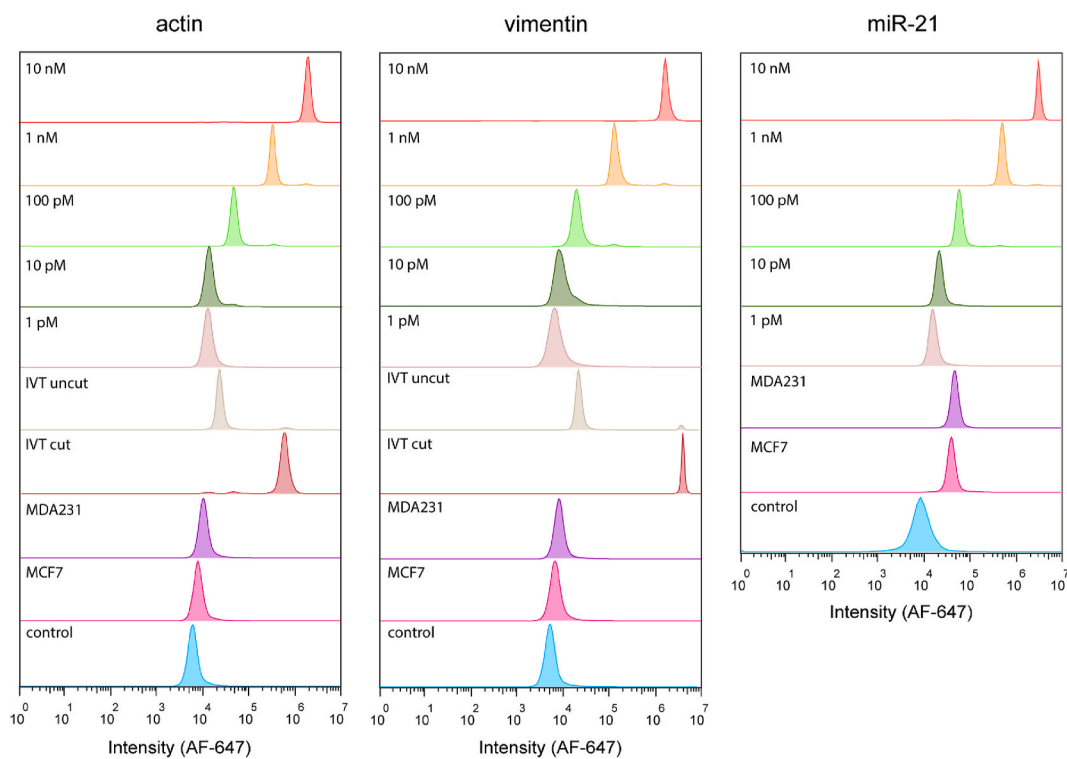 actin
10 nM
1 nM
100 pM
10 pM
1 pM
IVT uncut
IVT cut
MDA231
MCF7
control
10^0 10^1 10^2 10^3 10^4 10^5 10^6 10^7
Intensity (AF-647)
vimentin
10 nM
1 nM
100 pM
10 pM
1 pM
IVT uncut
IVT cut
MDA231
MCF7
control
10^0 10^1 10^2 10^3 10^4 10^5 10^6 10^7
Intensity (AF-647)
miR-21
10 nM
1 nM
100 pM
10 pM
1 pM
MDA231
MCF7
control
10^0 10^1 10^2 10^3 10^4 10^5 10^6 10^7
Intensity (AF-647)